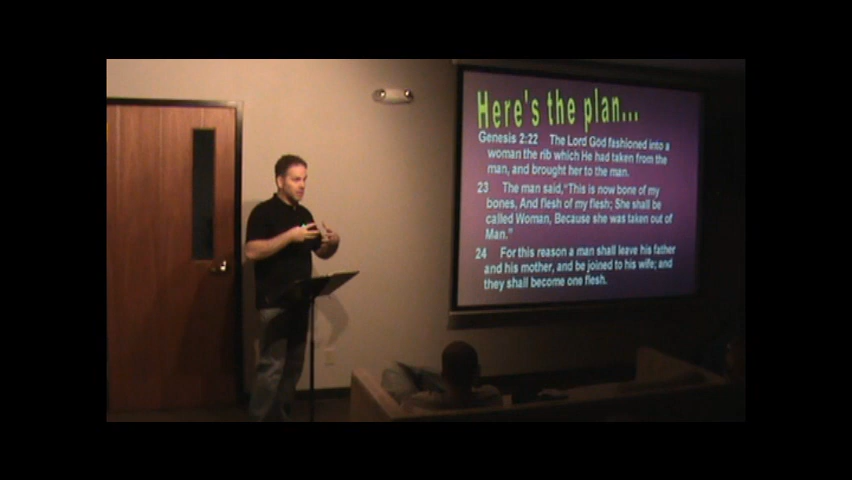 Here's the plan...
Genesis 2:22 The Lord God fashioned into a
woman the rib which He had taken from the
man, and brought her to the man.
23 The man said, "This is now bone of my
bones, And flesh of my flesh; She shall be
called Woman, Because she was taken out of
Man."
24 For this reason a man shall leave his father
and his mother, and be joined to his wife; and
they shall become one flesh.